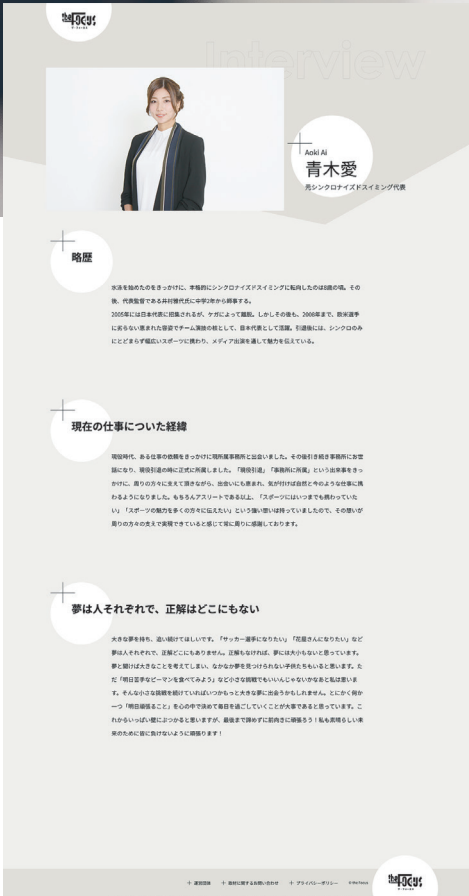 the Focus
ザ・フォーカス
Interview
Aoki Ai
青木愛
元シンクロナイズドスイミング代表
略歴
水泳を始めたのをきっかけに、本格的にシンクロナイズドスイミングに転向したのは8歳の頃。その
後、代表監督である井村雅代氏に中学2年から師事する。
2005年には日本代表に招集されるが、ケガによって離脱。しかしその後も、2008年まで、欧米選手
に劣らない恵まれた容姿でチーム演技の核として、日本代表として活躍。引退後には、シンクロのみ
にとどまらず幅広いスポーツに携わり、メディア出演を通して魅力を伝えている。
現在の仕事についた経緯
現役時代、ある仕事の依頼をきっかけに現所属事務所と出会いました。その後引き続き事務所にお世
話になり、現役引退の時に正式に所属しました。「現役引退」「事務所に所属」という出来事をきっ
かけに、周りの方々に支えて頂きながら、出会いにも恵まれ、気が付けば自然と今のような仕事に携
わるようになりました。もちろんアスリートである以上、「スポーツにはいつまでも携わっていた
い」「スポーツの魅力を多くの方々に伝えたい」という強い想いは持っていましたので、その想いが
周りの方々の支えで実現できていると感じて常に周りに感謝しております。
夢は人それぞれで、正解はどこにもない
大きな夢を持ち、追い続けてほしいです。「サッカー選手になりたい」「花屋さんになりたい」など
夢は人それぞれで、正解どこにもありません。正解もなければ、夢には大小もないと思っています。
夢と聞けば大きなことを考えてしまい、なかなか夢を見つけられない子供たちもいると思います。た
だ「明日苦手なピーマンを食べてみよう」など小さな挑戦でもいいんじゃないかなあと私は思いま
す。そんな小さな挑戦を続けていればいつかもっと大きな夢に出会うかもしれません。とにかく何か
一つ「明日頑張ること」を心の中で決めて毎日を過ごしていくことが大事であると思っています。こ
れからいっぱい壁にぶつかると思いますが、最後まで諦めずに前向きに頑張ろう！私も素晴らしい未
来のために皆に負けないように頑張ります！
運営団体 取材に関するお問い合わせ プライバシーポリシー © the Focus
the Focus
ザ・フォーカス